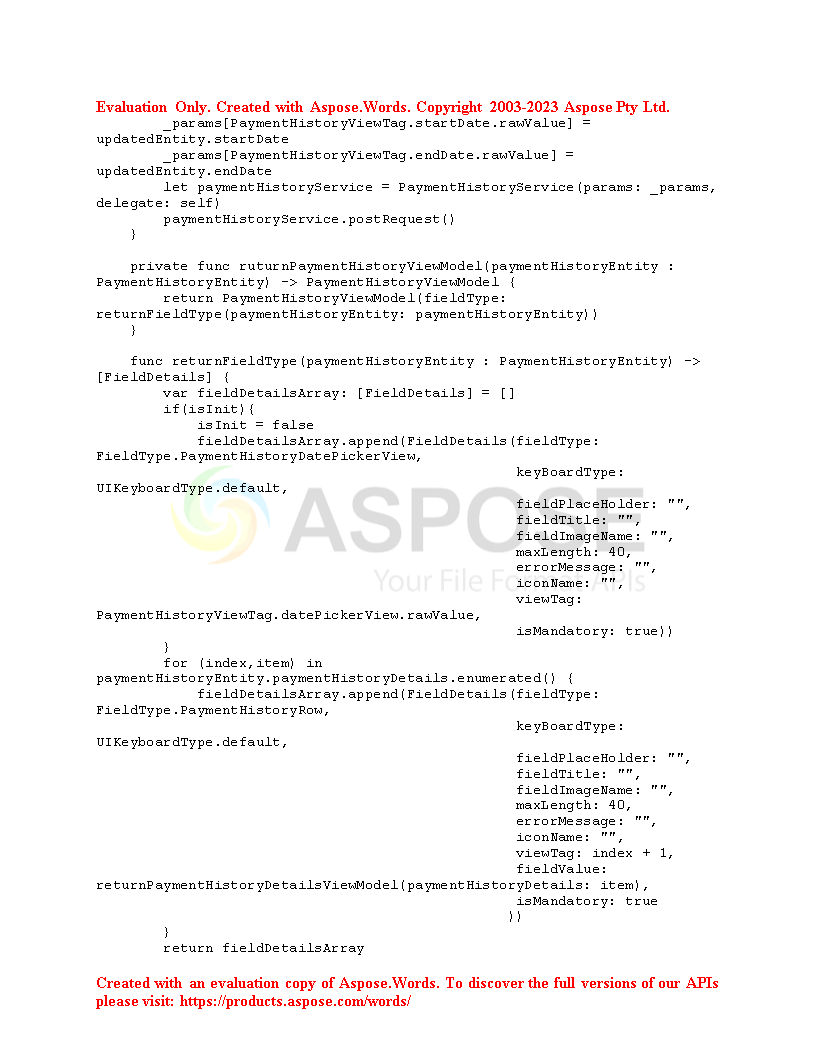 Evaluation Only. Created with Aspose.Words. Copyright 2003-2023 Aspose Pty Ltd.
        _params[PaymentHistoryViewTag.startDate.rawValue] =
updatedEntity.startDate
        _params[PaymentHistoryViewTag.endDate.rawValue] =
updatedEntity.endDate
        let paymentHistoryService = PaymentHistoryService(params: _params,
delegate: self)
        paymentHistoryService.postRequest()
    }

    private func ruturnPaymentHistoryViewModel(paymentHistoryEntity :
PaymentHistoryEntity) -> PaymentHistoryViewModel {
        return PaymentHistoryViewModel(fieldType:
returnFieldType(paymentHistoryEntity: paymentHistoryEntity))
    }

    func returnFieldType(paymentHistoryEntity : PaymentHistoryEntity) ->
[FieldDetails] {
        var fieldDetailsArray: [FieldDetails] = []
        if(isInit){
            isInit = false
            fieldDetailsArray.append(FieldDetails(fieldType:
FieldType.PaymentHistoryDatePickerView,
                                                  keyBoardType:
UIKeyboardType.default,
                                                  fieldPlaceHolder: "",
                                                  fieldTitle: "",
                                                  fieldImageName: "",
                                                  maxLength: 40,
                                                  errorMessage: "",
                                                  iconName: "",
                                                  viewTag:
PaymentHistoryViewTag.datePickerView.rawValue,
                                                  isMandatory: true))
        }
        for (index,item) in
paymentHistoryEntity.paymentHistoryDetails.enumerated() {
            fieldDetailsArray.append(FieldDetails(fieldType:
FieldType.PaymentHistoryRow,
                                                  keyBoardType:
UIKeyboardType.default,
                                                  fieldPlaceHolder: "",
                                                  fieldTitle: "",
                                                  fieldImageName: "",
                                                  maxLength: 40,
                                                  errorMessage: "",
                                                  iconName: "",
                                                  viewTag: index + 1,
                                                  fieldValue:
returnPaymentHistoryDetailsViewModel(paymentHistoryDetails: item),
                                                  isMandatory: true
                                                 ))
        }
        return fieldDetailsArray
ASPOSE
Your File Format APIs
Created with an evaluation copy of Aspose.Words. To discover the full versions of our APIs
please visit: https://products.aspose.com/words/